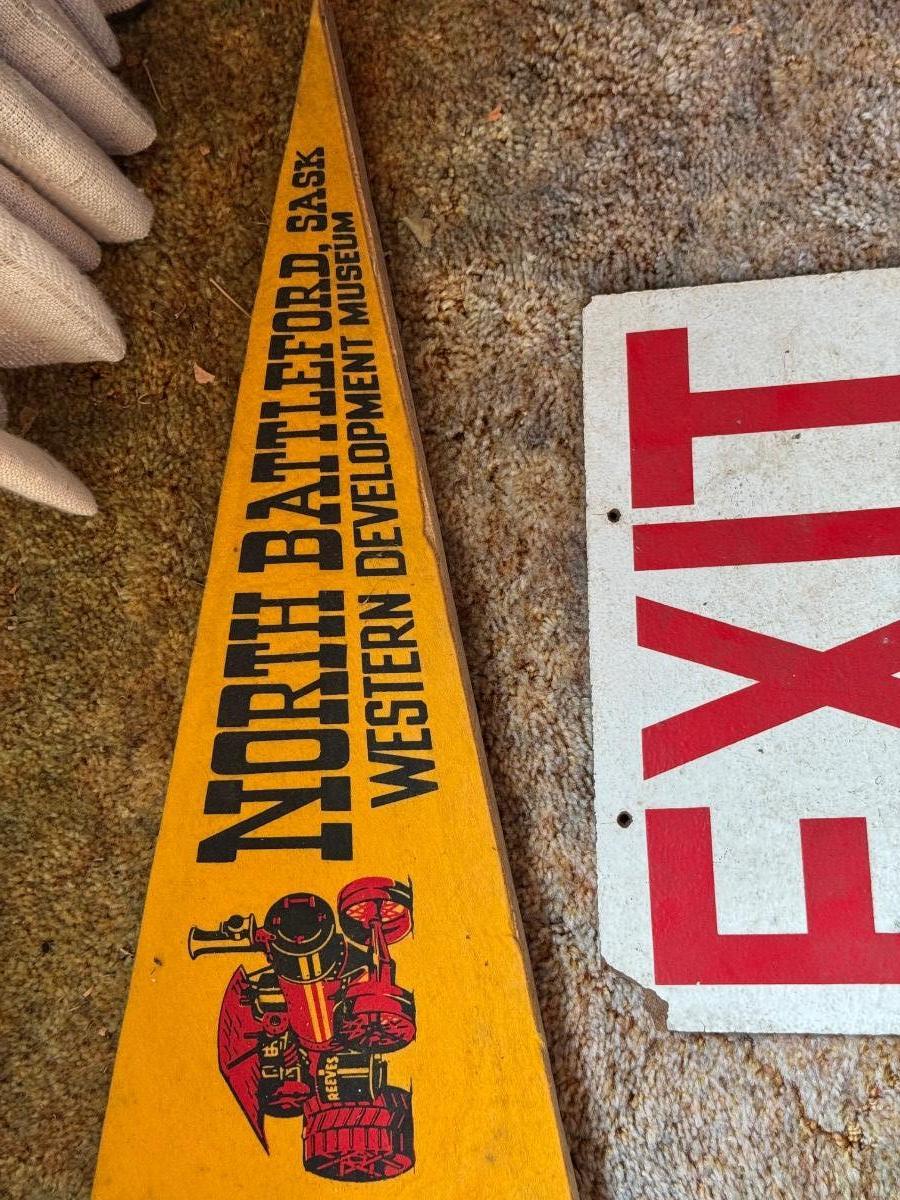 NORTH BATTLEFORD, SASK
WESTERN DEVELOPMENT MUSEUM
REEVES
EXIT